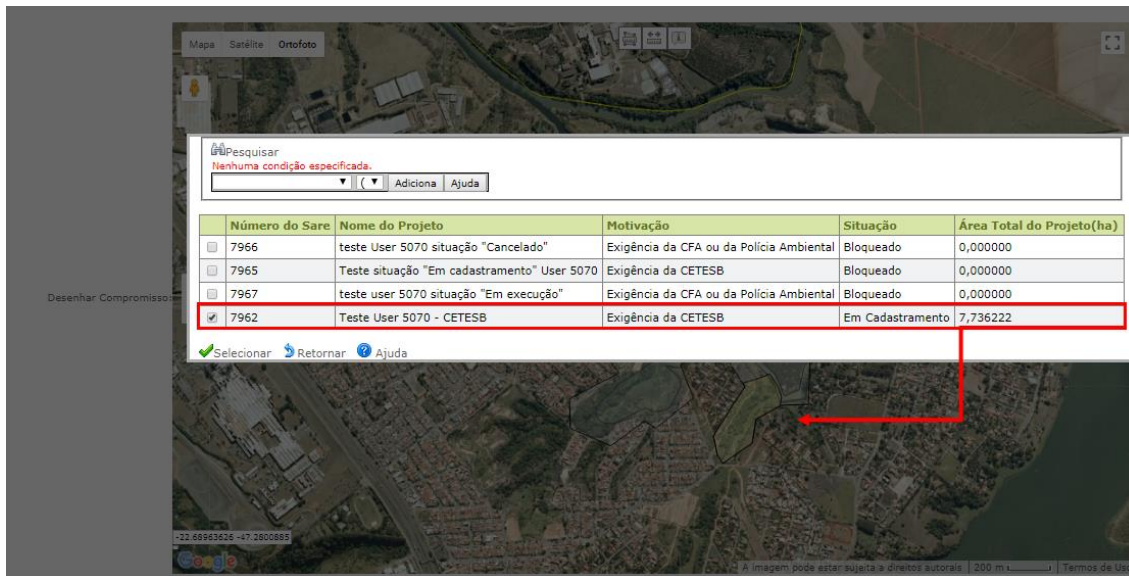 Mapa Satélite Ortofoto
Pesquisar
Nenhuma condição especificada.
( Adiciona Ajuda
Número do Sare Nome do Projeto Motivação Situação Área Total do Projeto(ha)
7966 teste User 5070 situação "Cancelado" Exigência da CFA ou da Polícia Ambiental Bloqueado 0,000000
7965 Teste situação "Em cadastramento" User 5070 Exigência da CETESB Bloqueado 0,000000
Desenhar Compromisso:
7967 teste user 5070 situação "Em execução" Exigência da CFA ou da Polícia Ambiental Bloqueado 0,000000
7962 Teste User 5070 - CETESB Exigência da CETESB Em Cadastramento 7,736222
Selecionar Retornar Ajuda
-22.68963626 -47.2800885
Google A imagem pode estar sujeita a direitos autorais 200 m Termos de Us